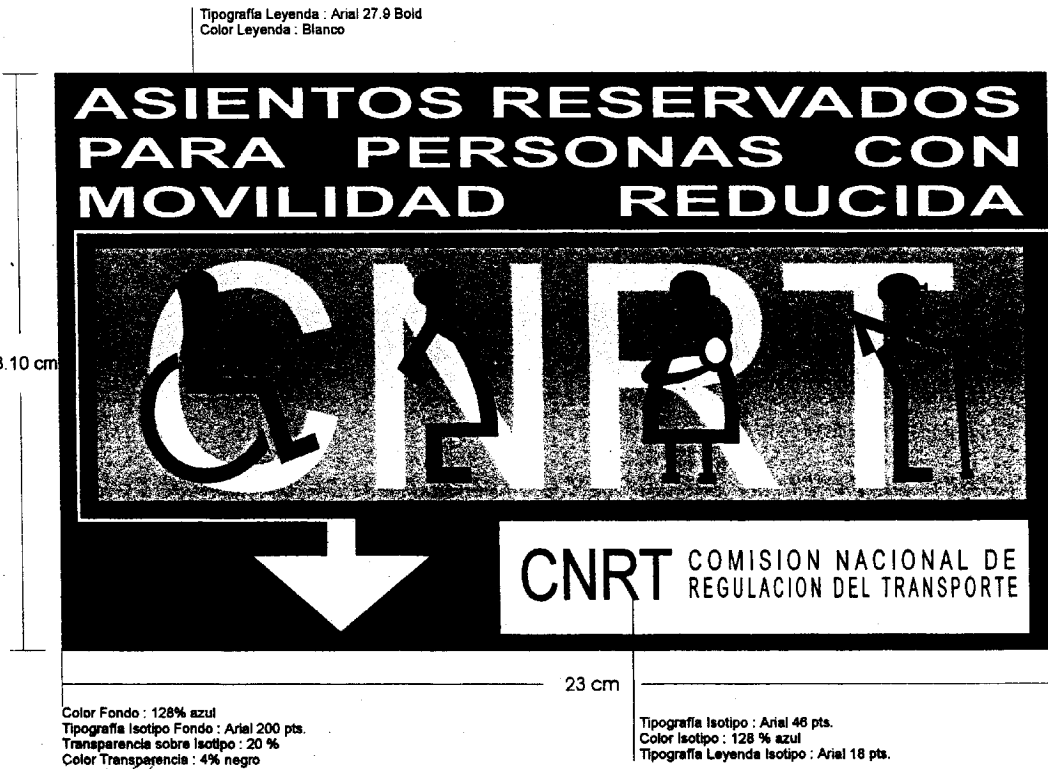 Tipografía Leyenda : Arial 27.9 Bold
Color Leyenda : Blanco
ASIENTOS RESERVADOS
PARA PERSONAS CON
MOVILIDAD REDUCIDA
CNRT
3.10 cm
CNRT
COMISION NACIONAL DE
REGULACION DEL TRANSPORTE
23 cm
Color Fondo : 128% azul
Tipografía Isotipo Fondo : Arial 200 pts.
Transparencia sobre Isotipo : 20 %
Color Transparencia : 4% negro
Tipografía Isotipo : Arial 46 pts.
Color Isotipo : 128 % azul
Tipografía Leyenda Isotipo : Arial 18 pts.